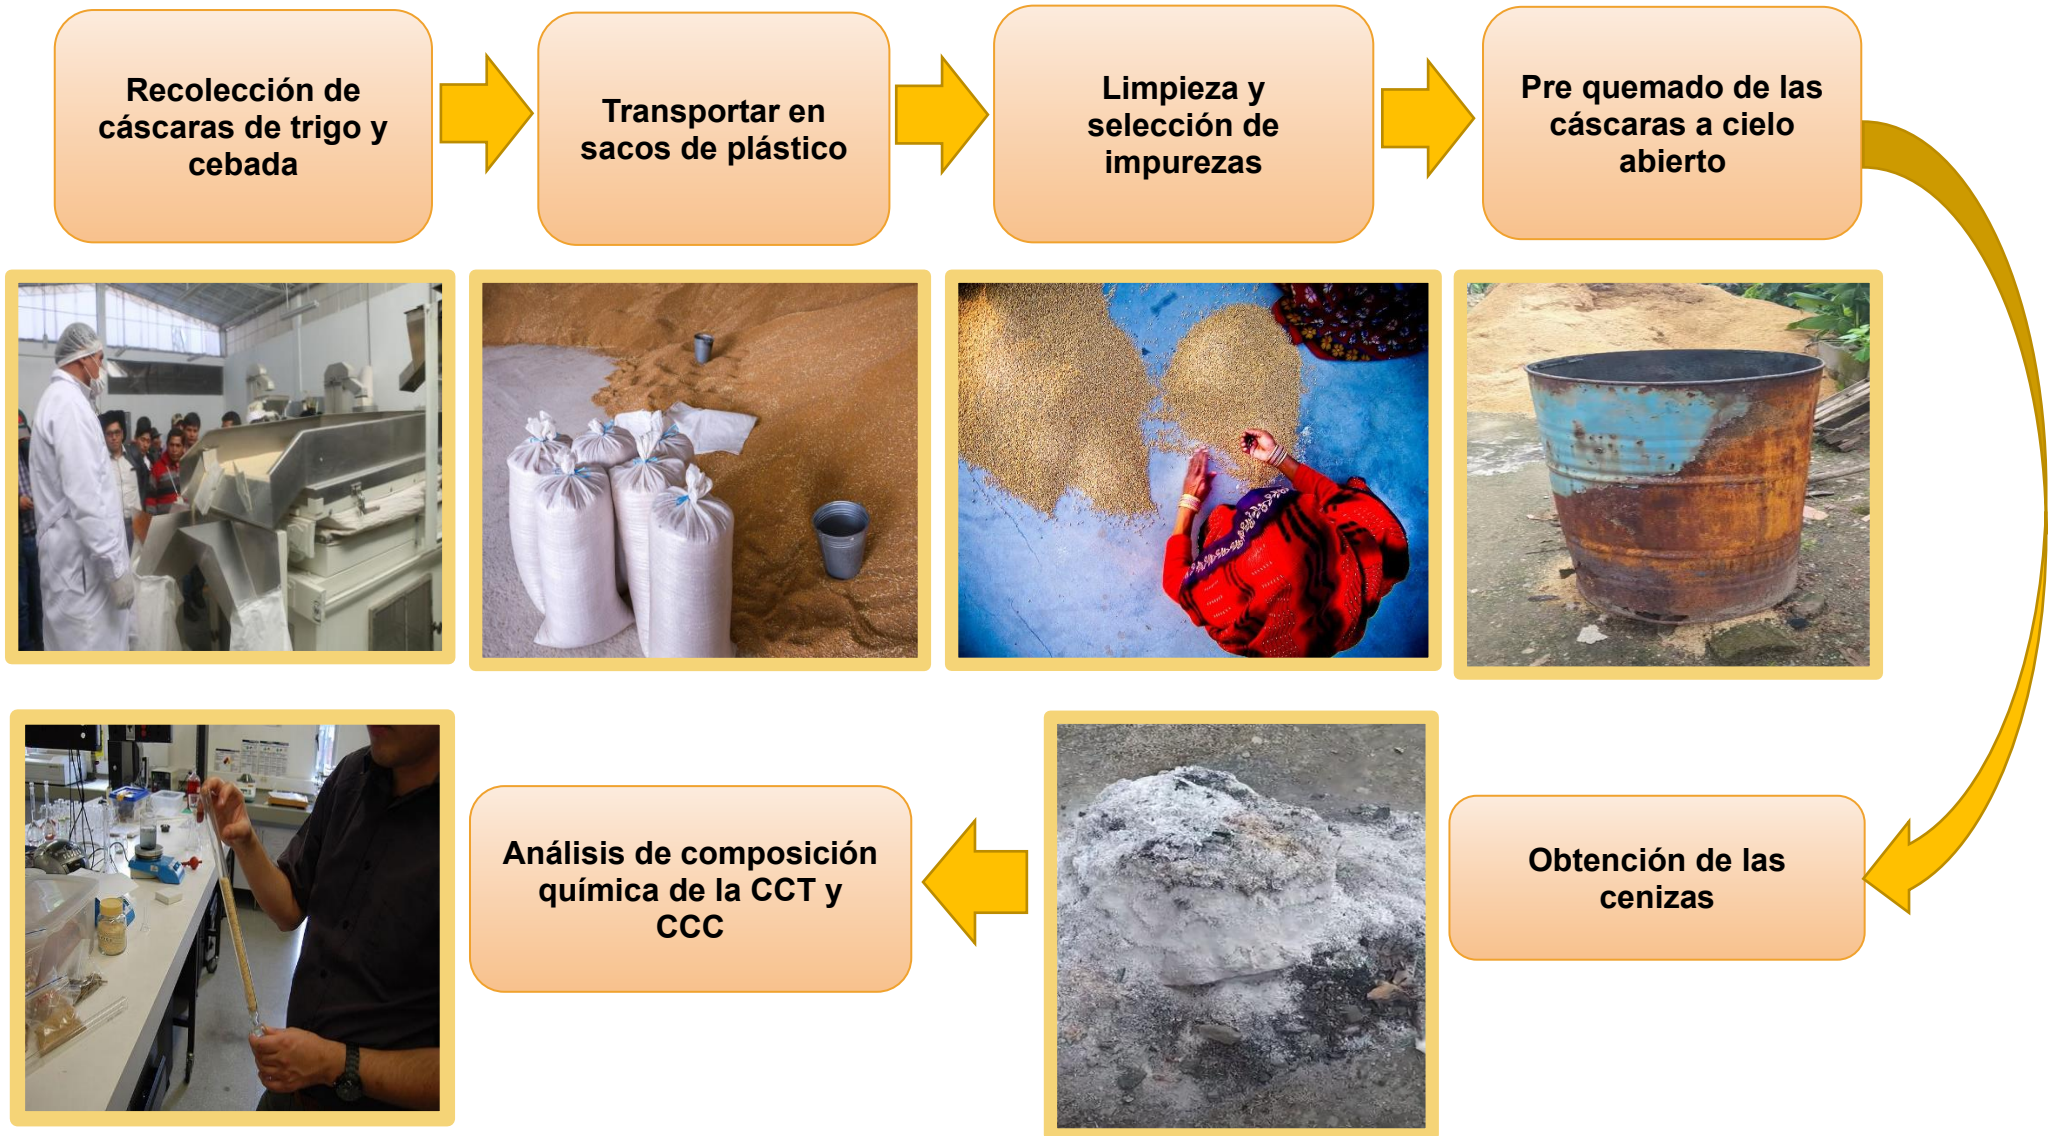 Recolección de
cáscaras de trigo y
cebada
Transportar en
sacos de plástico
Limpieza y
selección de
impurezas
Pre quemado de las
cáscaras a cielo
abierto
Obtención de las
cenizas
Análisis de composición
química de la CCT y
CCC